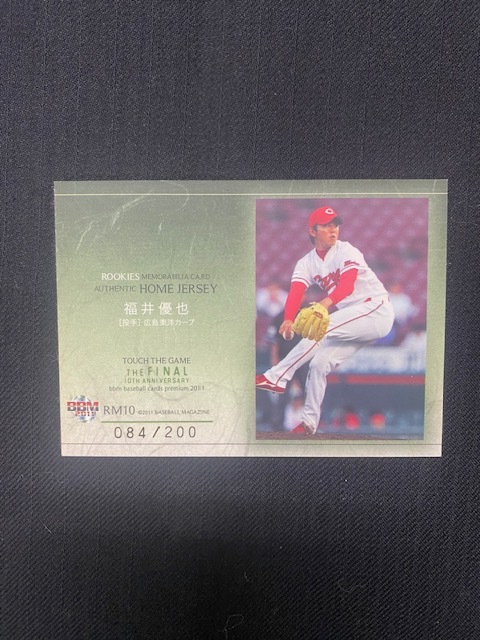 ROOKIES MEMORABILIA CARD /
AUTHENTIC HOME JERSEY
福井優也
[投手] 広島東洋カープ
TOUCH THE GAME
THE FINAL
10TH ANNIVERSARY
bbm baseball cards premium 2011
BBM
2011
RM10 ©2011 BASEBALL MAGAZINE
084/200
C